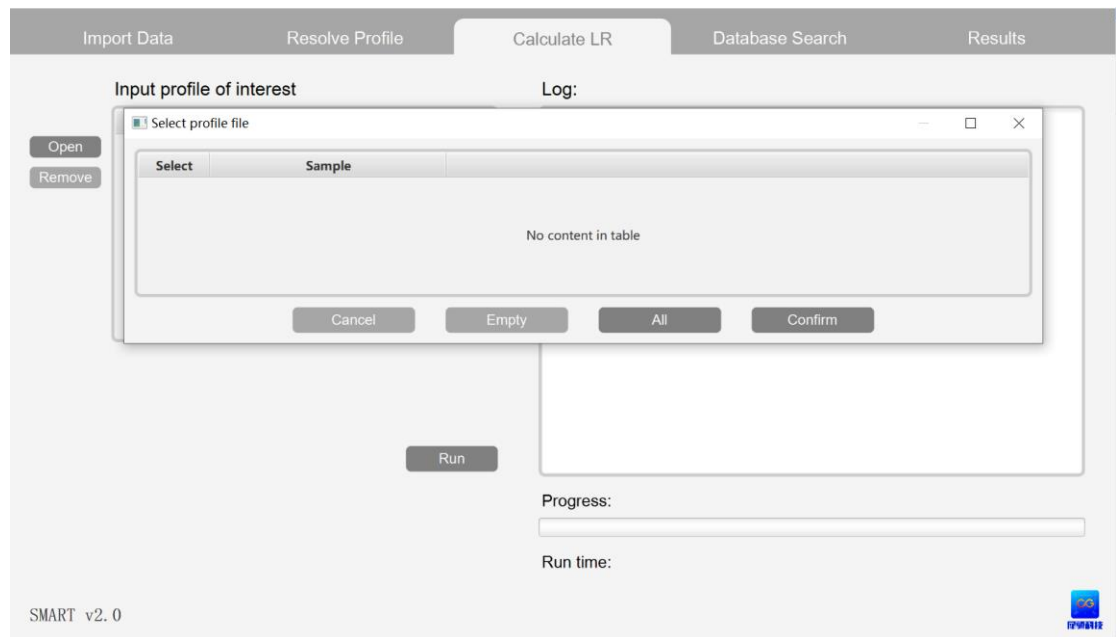 Import Data
Resolve Profile
Calculate LR
Database Search
Results
Input profile of interest
Log:
Select profile file
Open
Remove
Select
Sample
No content in table
Cancel
Empty
All
Confirm
Run
Progress:
Run time:
SMART v2.0
GG